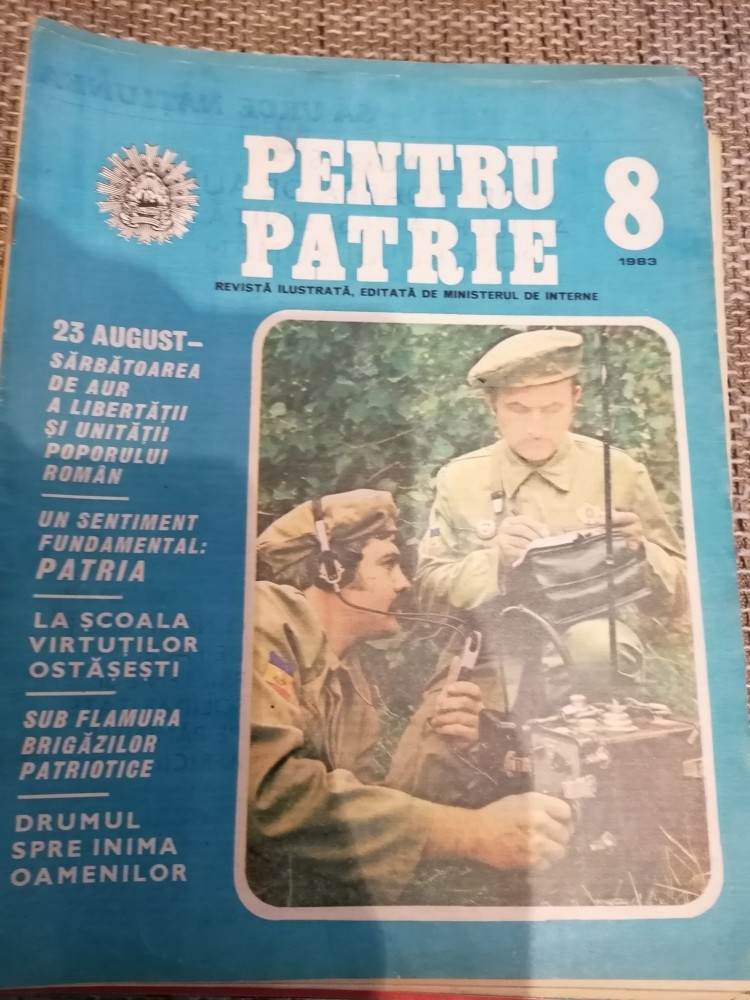 PENTRU
PATRIE
8
1983
REVISTĂ ILUSTRATĂ, EDITATĂ DE MINISTERUL DE INTERNE
23 AUGUST–
SĂRBĂTOAREA
DE AUR
A LIBERTĂȚII
ȘI UNITĂȚII
POPORULUI
ROMÂN
UN SENTIMENT
FUNDAMENTAL:
PATRIA
LA ȘCOALA
VIRTUȚILOR
OSTĂȘEȘTI
SUB FLAMURA
BRIGĂZILOR
PATRIOTICE
DRUMUL
SPRE INIMA
OAMENILOR